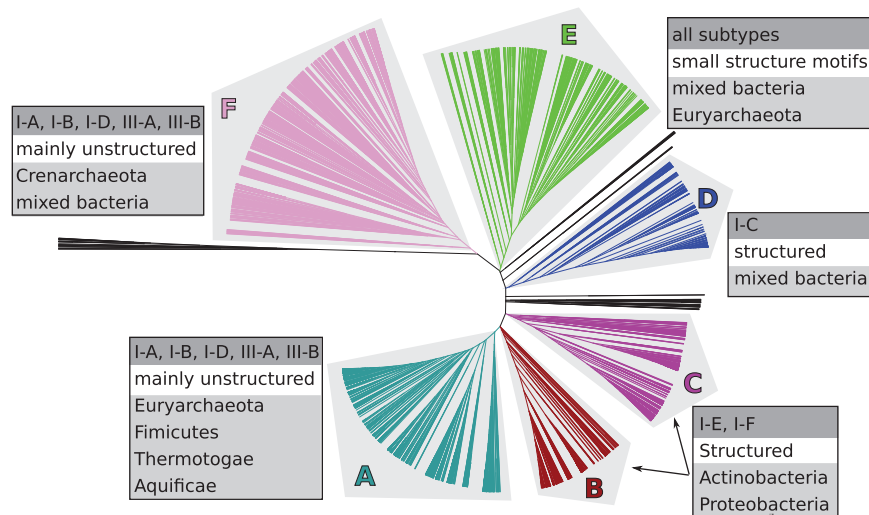 E
all subtypes
small structure motifs
mixed bacteria
Euryarchaeota
F
I-A, I-B, I-D, III-A, III-B
mainly unstructured
Crenarchaeota
mixed bacteria
D
I-C
structured
mixed bacteria
I-A, I-B, I-D, III-A, III-B
mainly unstructured
Euryarchaeota
Fimicutes
Thermotogae
Aquificae
A
B
C
I-E, I-F
Structured
Actinobacteria
Proteobacteria